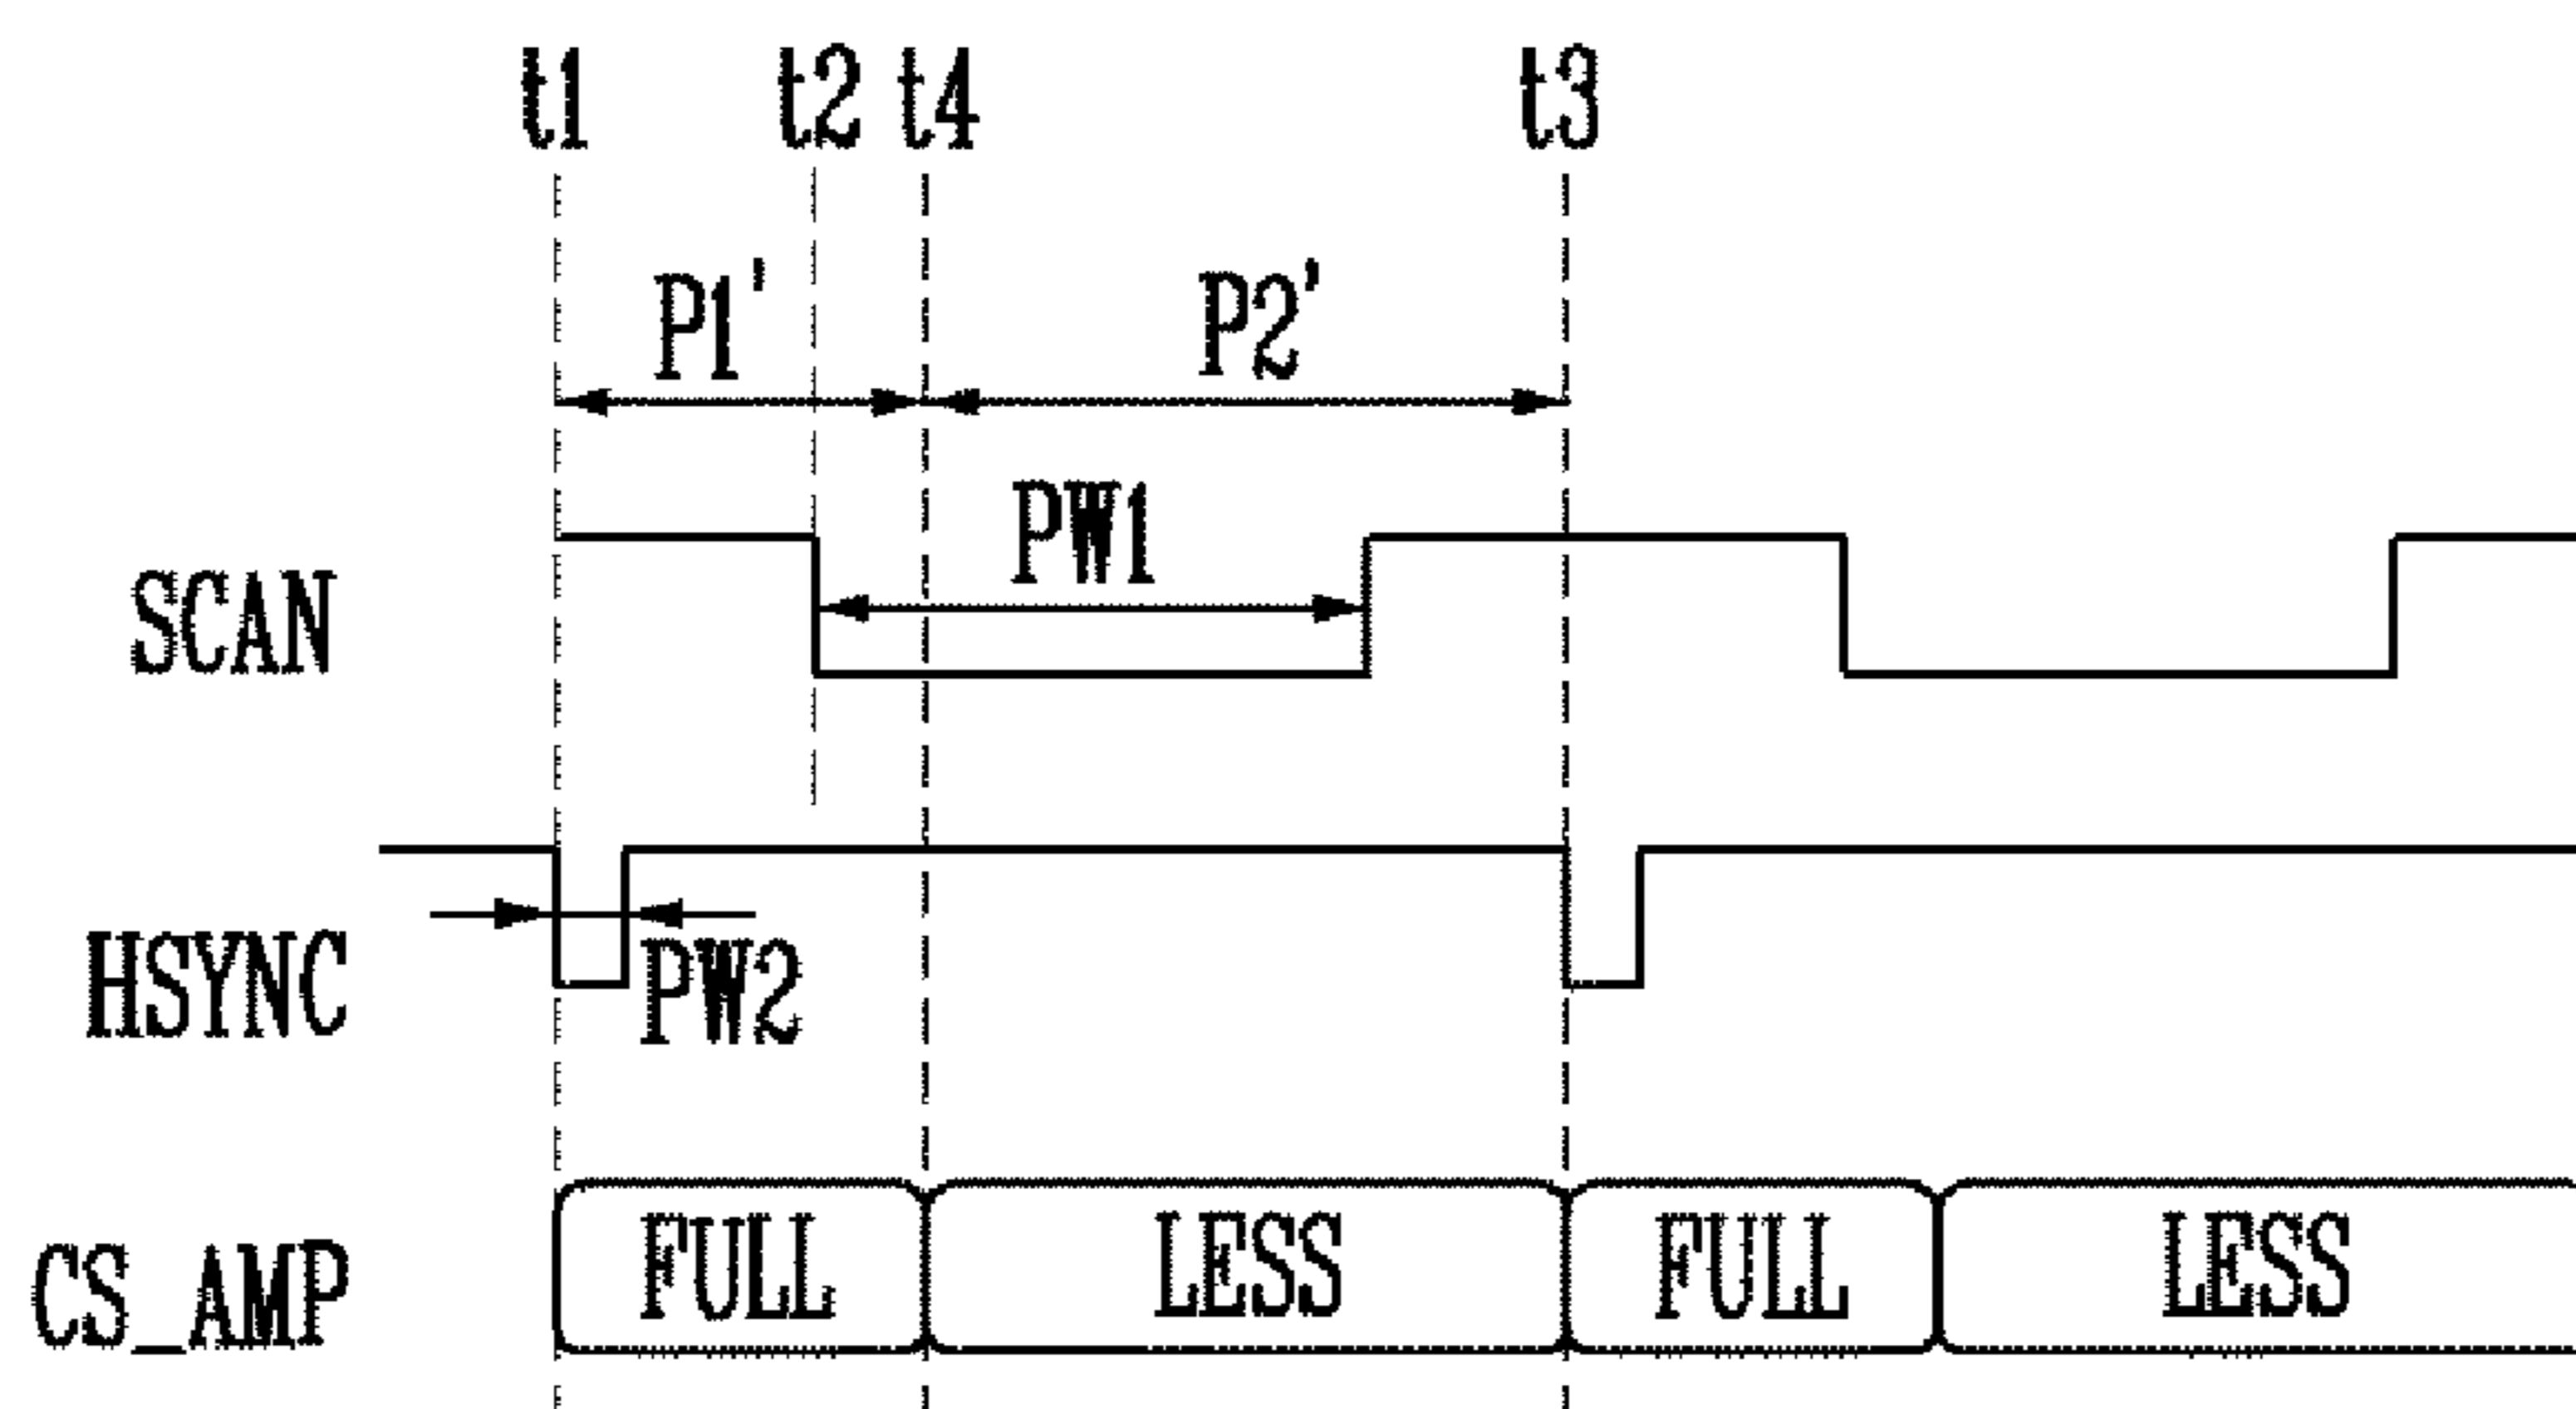 t1 t2 t4 t3
P1' P2'
PW1
SCAN
HSYNC
PW2
CS_AMP FULL LESS FULL LESS